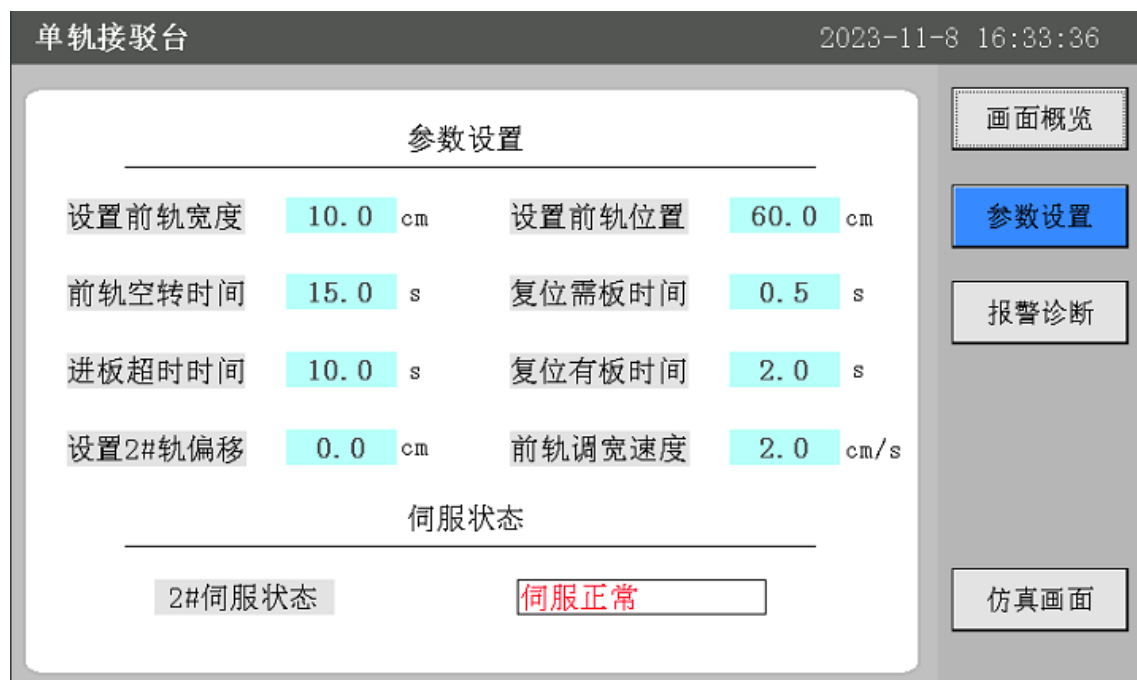 单轨接驳台 2023-11-8 16:33:36
参数设置
设置前轨宽度 10.0 cm 设置前轨位置 60.0 cm
前轨空转时间 15.0 s 复位需板时间 0.5 s
进板超时时间 10.0 s 复位有板时间 2.0 s
设置2#轨偏移 0.0 cm 前轨调宽速度 2.0 cm/s
伺服状态
2#伺服状态 伺服正常
画面概览
参数设置
报警诊断
仿真画面